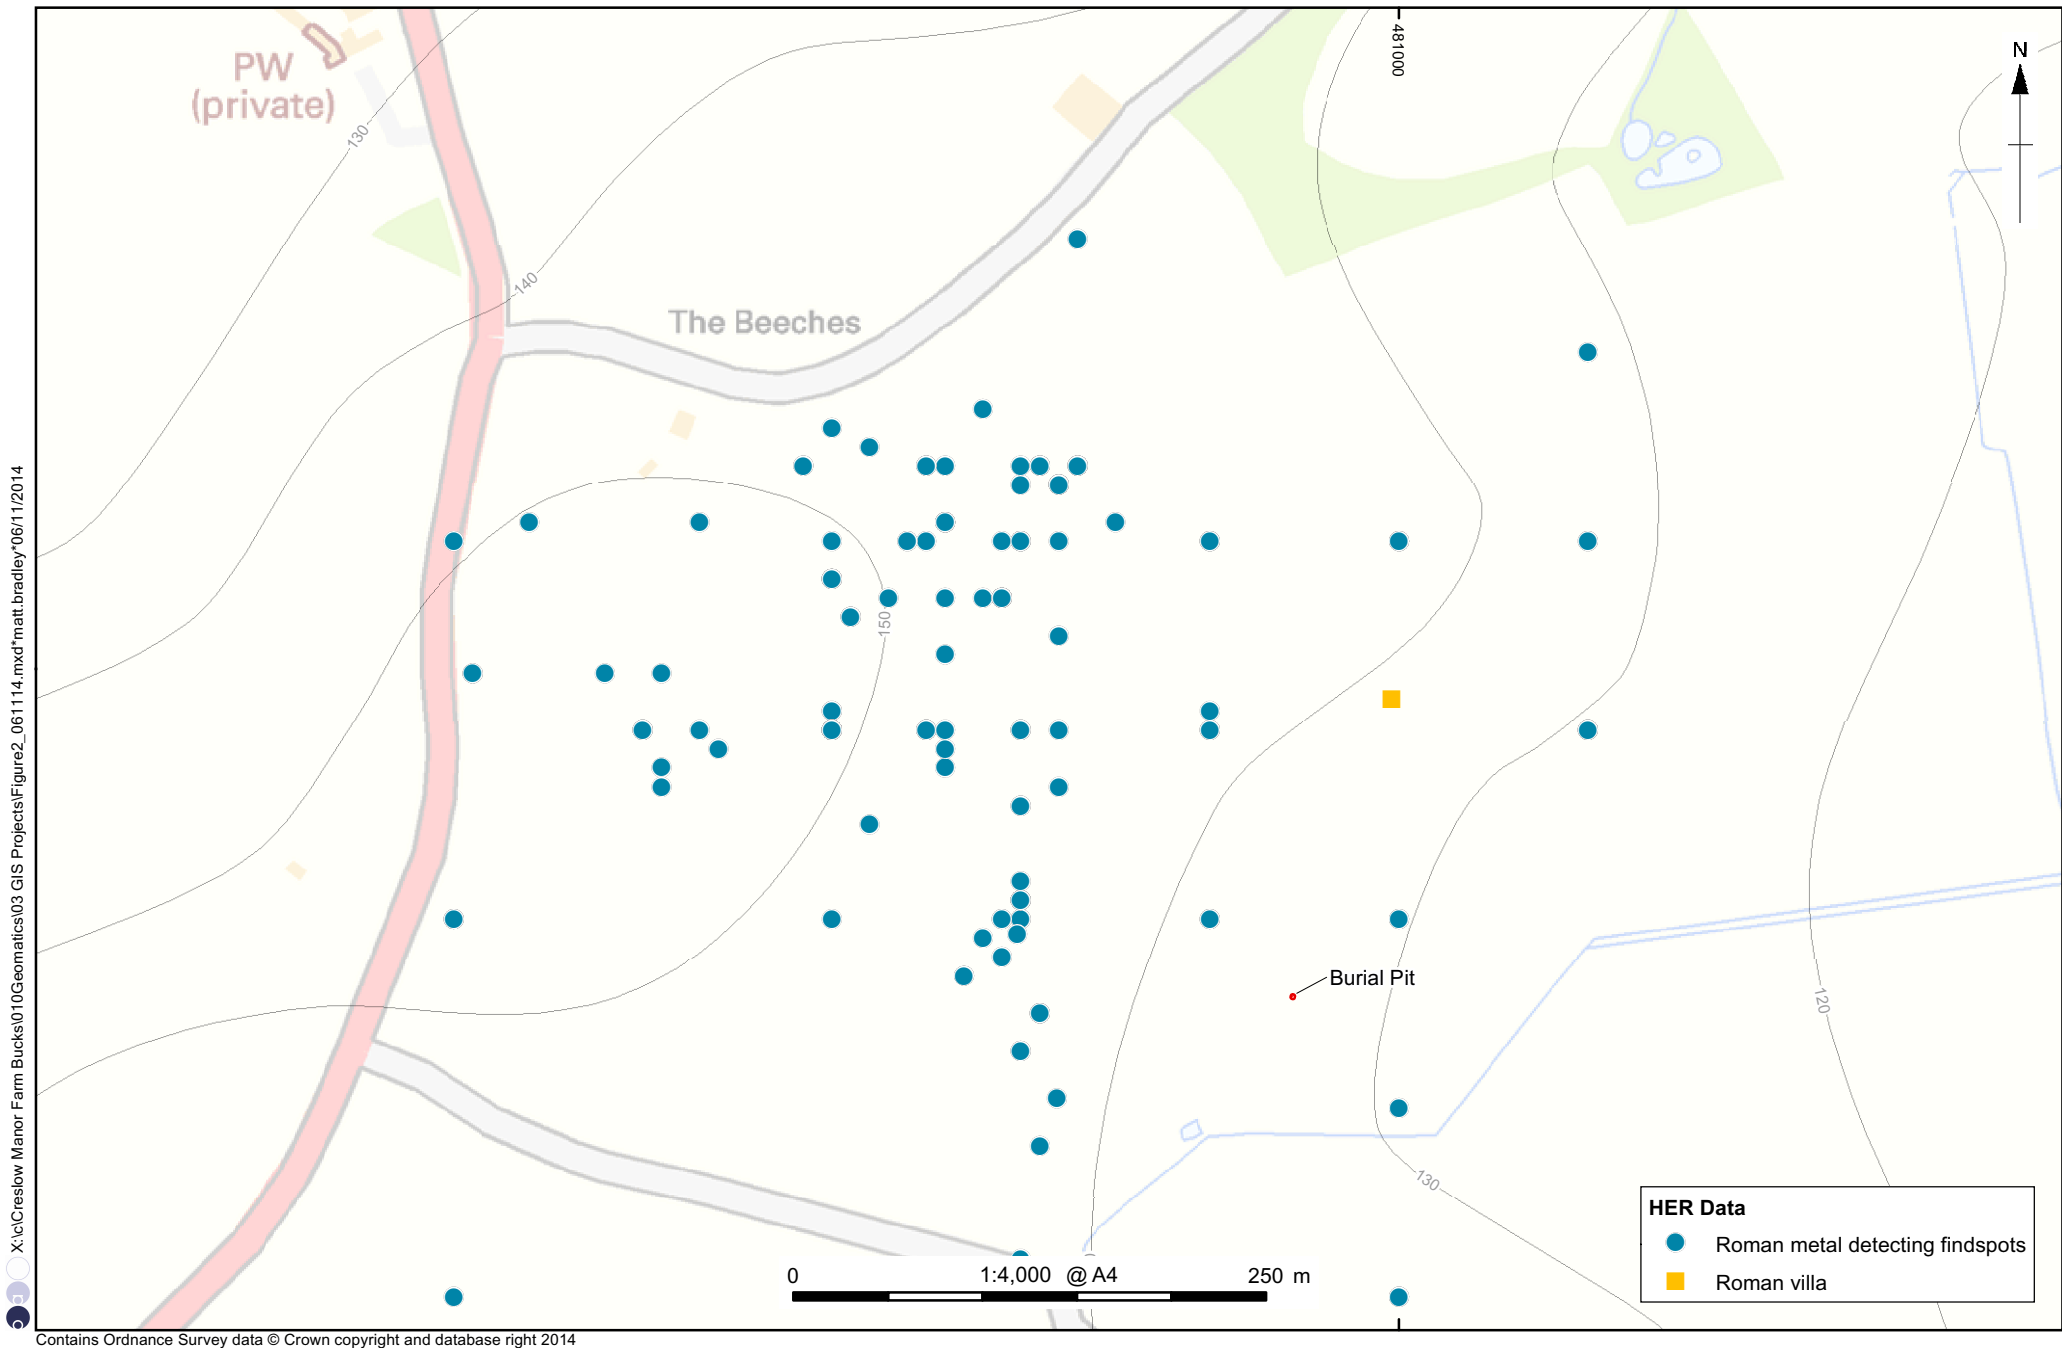 PW
(private)
481000
N
130
140
The Beeches
150
Burial Pit
120
130
HER Data
Roman metal detecting findspots
Roman villa
0 1:4,000 @ A4 250 m
X:\c\Creslow Manor Farm Bucks\010Geomatics\03 GIS Projects\Figure2_061114.mxd*matt.bradley*06/11/2014
Contains Ordnance Survey data © Crown copyright and database right 2014